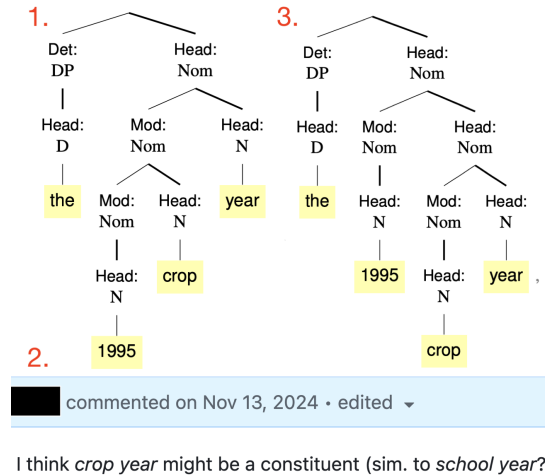 1.
3.
Det: Head: Det: Head:
DP Nom DP Nom
Head: Mod: Head: Head: Mod: Head:
D Nom N D Nom Nom
the Mod: Head: year the Head: Mod: Head:
Nom N N Nom N
Head: crop 1995 Head: year ,
N N
1995 crop
2.
commented on Nov 13, 2024 • edited
I think crop year might be a constituent (sim. to school year?